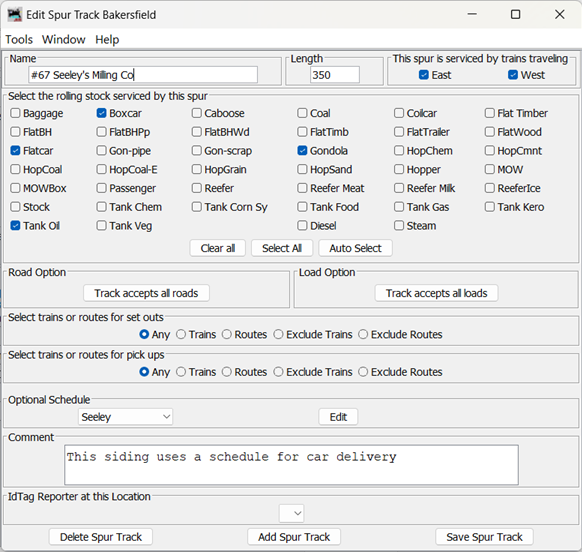 Edit Spur Track Bakersfield
Tools Window Help
Name Length This spur is serviced by trains traveling
#67 Seeley's Milling Co 350 East West
Select the rolling stock serviced by this spur
Baggage Boxcar Caboose Coal Coilcar Flat Timber
FlatBH FlatBHPp FlatBHWd FlatTimb FlatTrailer FlatWood
Flatcar Gon-pipe Gon-scrap Gondola HopChem HopCmnt
HopCoal HopCoal-E HopGrain HopSand Hopper MOW
MOWBox Passenger Reefer Reefer Meat Reefer Milk ReeferIce
Stock Tank Chem Tank Corn Sy Tank Food Tank Gas Tank Kero
Tank Oil Tank Veg Diesel Steam
Clear all Select All Auto Select
Road Option Load Option
Track accepts all roads Track accepts all loads
Select trains or routes for set outs
Any Trains Routes Exclude Trains Exclude Routes
Select trains or routes for pick ups
Any Trains Routes Exclude Trains Exclude Routes
Optional Schedule
Seeley Edit
Comment
This siding uses a schedule for car delivery
IdTag Reporter at this Location
Delete Spur Track Add Spur Track Save Spur Track